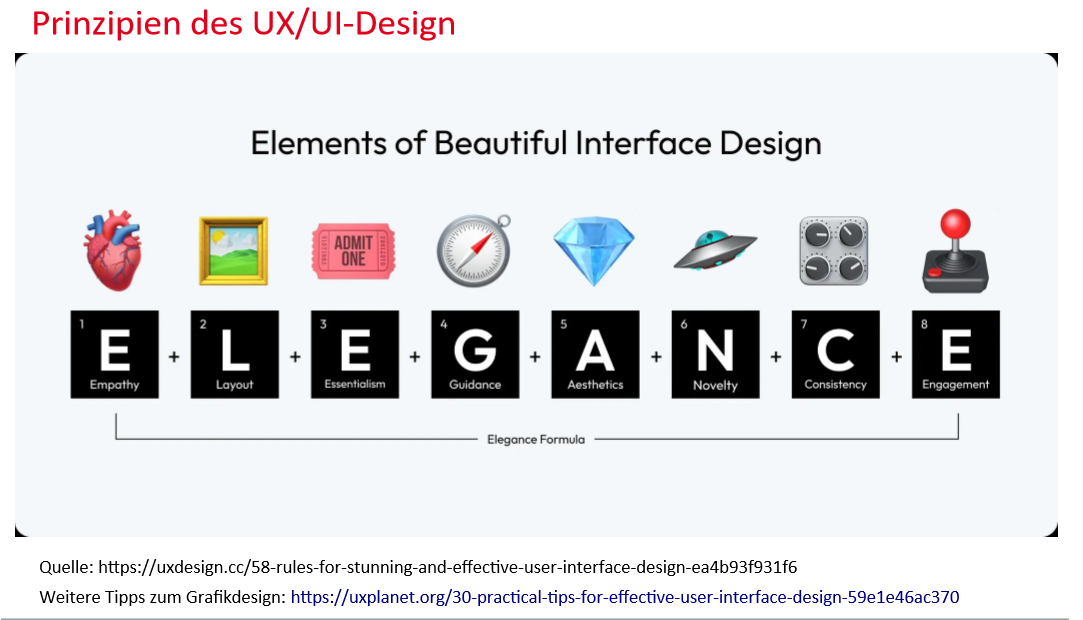 Prinzipien des UX/UI-Design
Elements of Beautiful Interface Design
ADMIT
ONE
1 E Empathy + 2 L Layout + 3 E Essentialism + 4 G Guidance + 5 A Aesthetics + 6 N Novelty + 7 C Consistency + 8 E Engagement
Elegance Formula
Quelle: https://uxdesign.cc/58-rules-for-stunning-and-effective-user-interface-design-ea4b93f931f6
Weitere Tipps zum Grafikdesign: https://uxplanet.org/30-practical-tips-for-effective-user-interface-design-59e1e46ac370